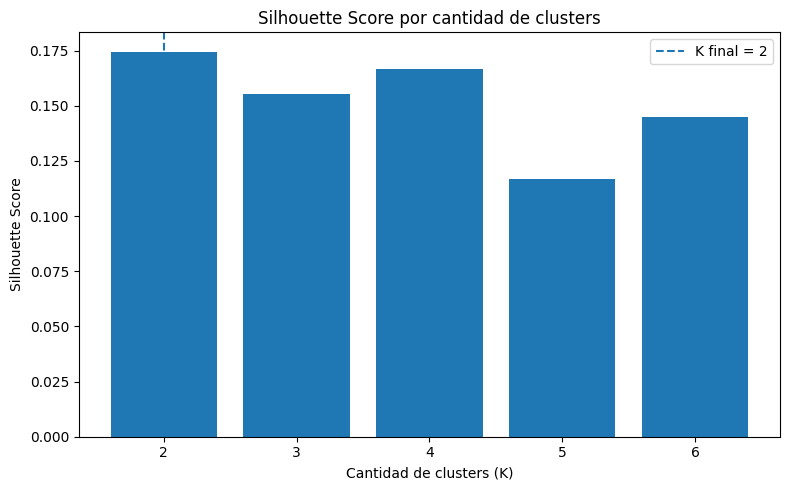 Silhouette Score por cantidad de clusters
K final = 2
0.175
0.150
0.125
0.100
0.075
0.050
0.025
0.000
Silhouette Score
2 3 4 5 6
Cantidad de clusters (K)